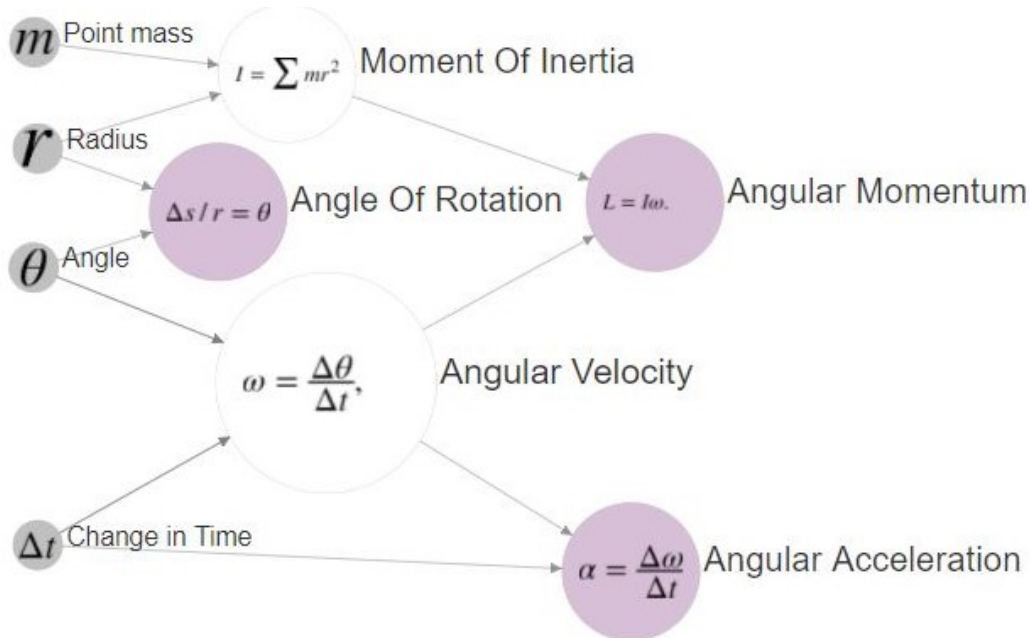 m Point mass
I = ∑ mr² Moment Of Inertia
r Radius
Δs/r = θ Angle Of Rotation
L = Iω. Angular Momentum
θ Angle
ω = Δθ/Δt, Angular Velocity
Δt Change in Time
α = Δω/Δt Angular Acceleration